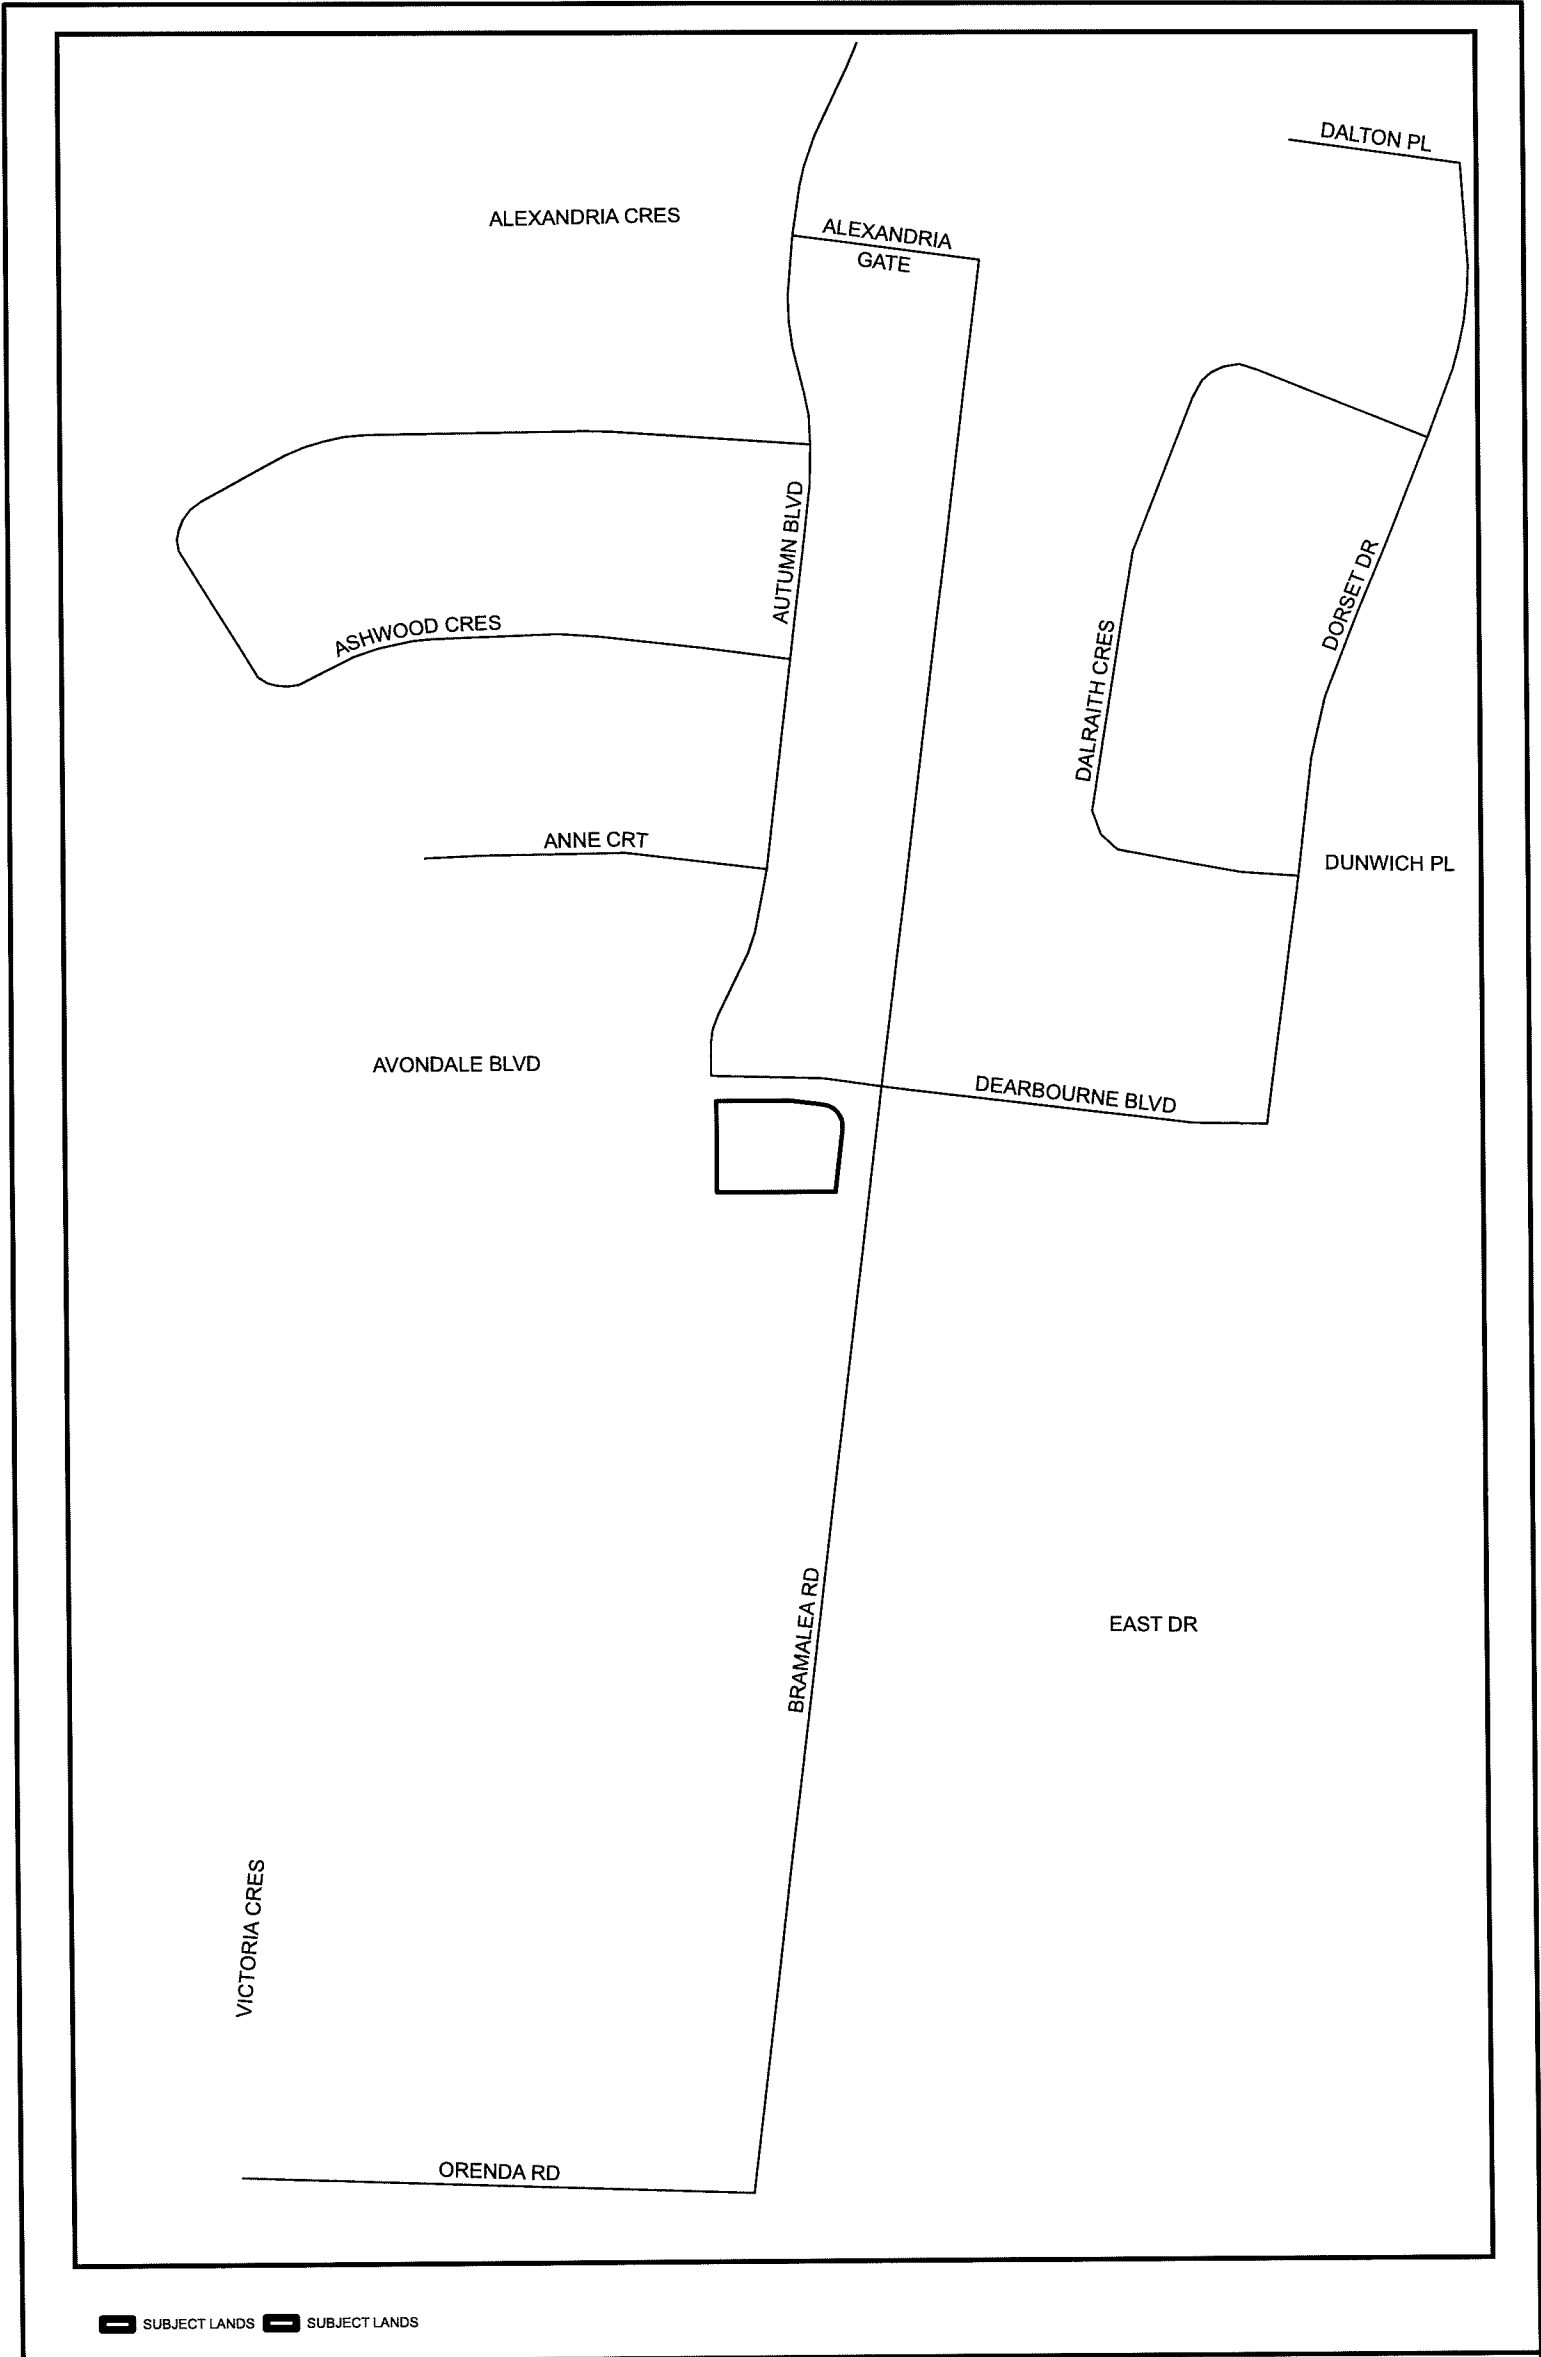 DALTON PL
ALEXANDRIA CRES
ALEXANDRIA
GATE
AUTUMN BLVD
DORSET DR
ASHWOOD CRES
DALRAITH CRES
ANNE CRT
DUNWICH PL
AVONDALE BLVD
DEARBOURNE BLVD
BRAMALEA RD
EAST DR
VICTORIA CRES
ORENDA RD
SUBJECT LANDS SUBJECT LANDS